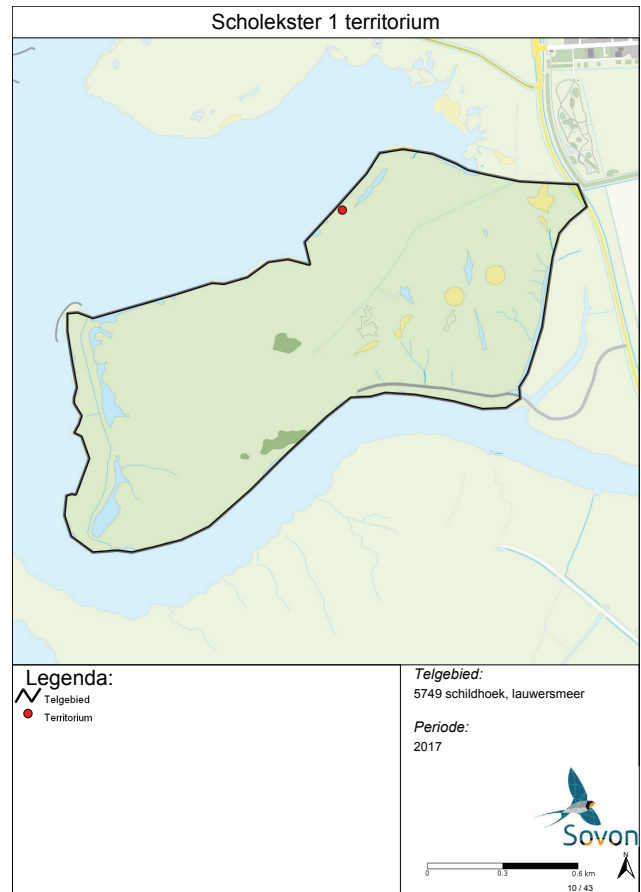 Scholekster 1 territorium
Legenda:
Telgebied
Territorium
Telgebied:
5749 schildhoek, lauwersmeer
Periode:
2017
Sovon
N
0 0.3 0.6 km
10 / 43